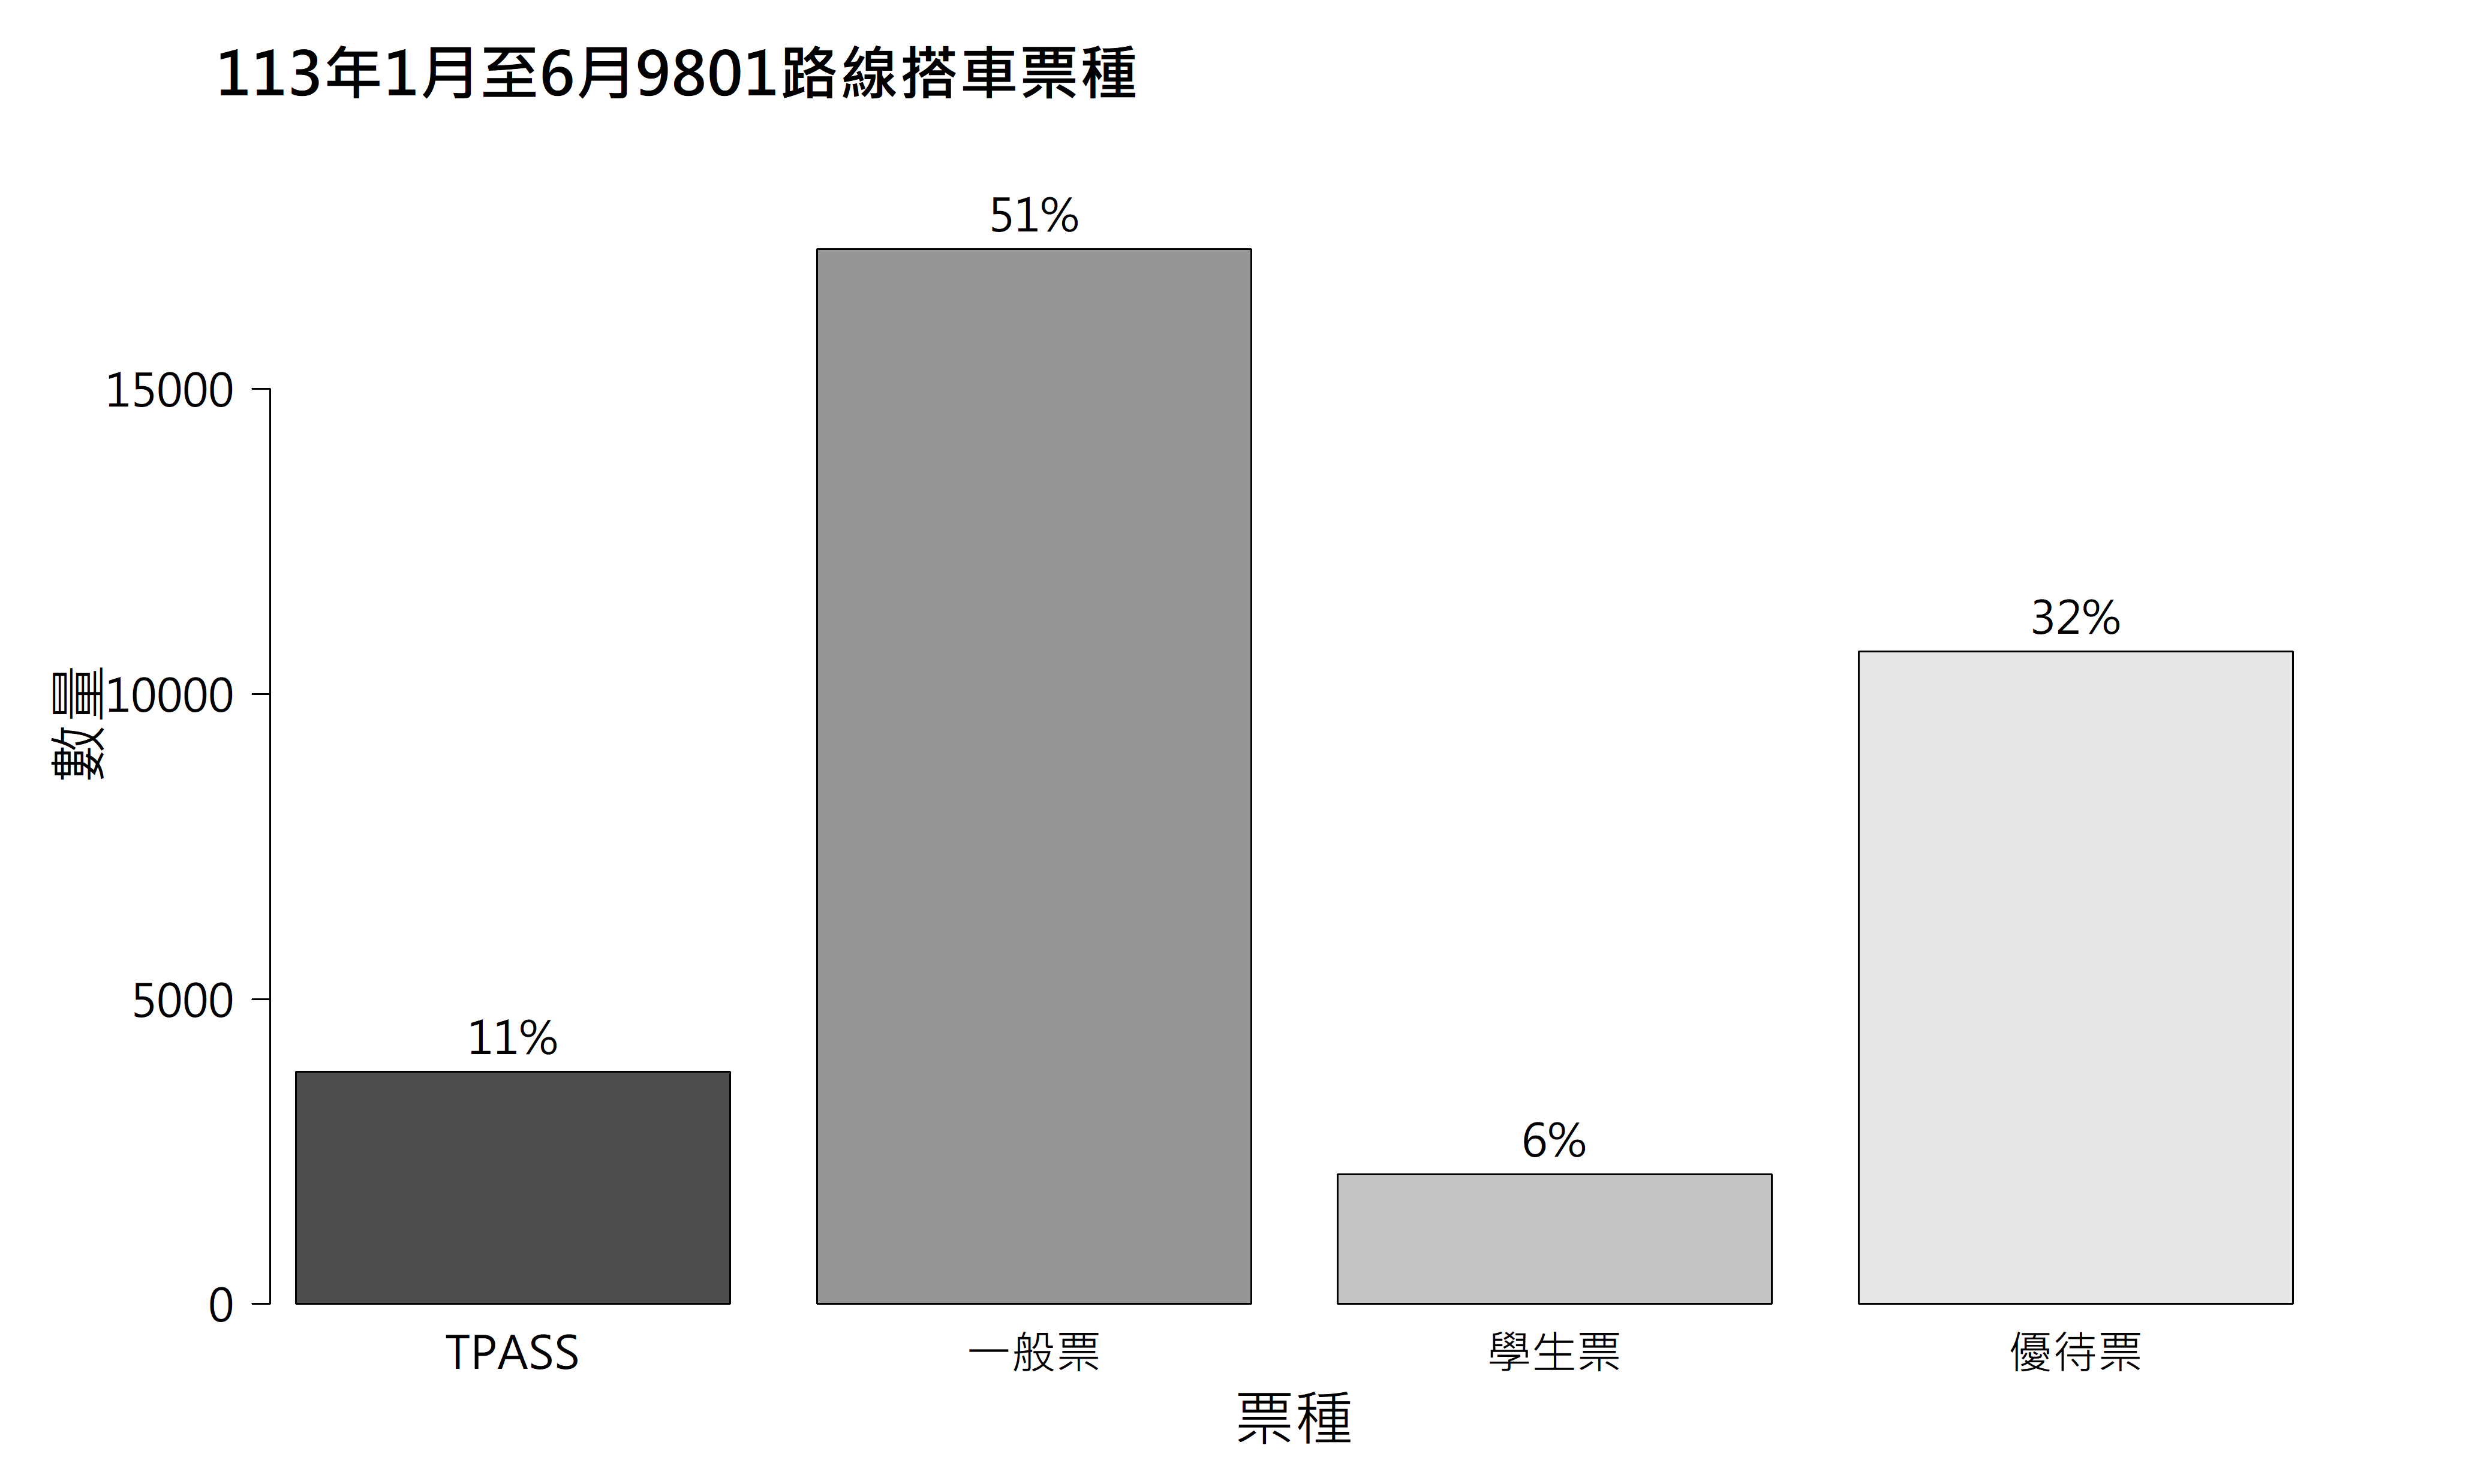 113年1月至6月9801路線搭車票種
51%
15000
32%
數量
10000
5000
11%
6%
0
TPASS
一般票
學生票
優待票
票種